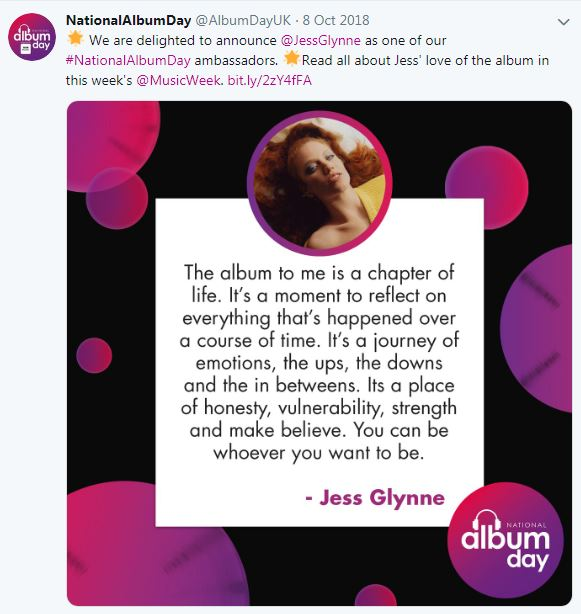 NationalAlbumDay @AlbumDayUK · 8 Oct 2018
We are delighted to announce @JessGlynne as one of our
#NationalAlbumDay ambassadors. Read all about Jess' love of the album in
this week's @MusicWeek. bit.ly/2zY4fFA
The album to me is a chapter of
life. It's a moment to reflect on
everything that's happened over
a course of time. It's a journey of
emotions, the ups, the downs
and the in betweens. Its a place
of honesty, vulnerability, strength
and make believe. You can be
whoever you want to be.
- Jess Glynne
NATIONAL
album
day
NATIONAL
album
day